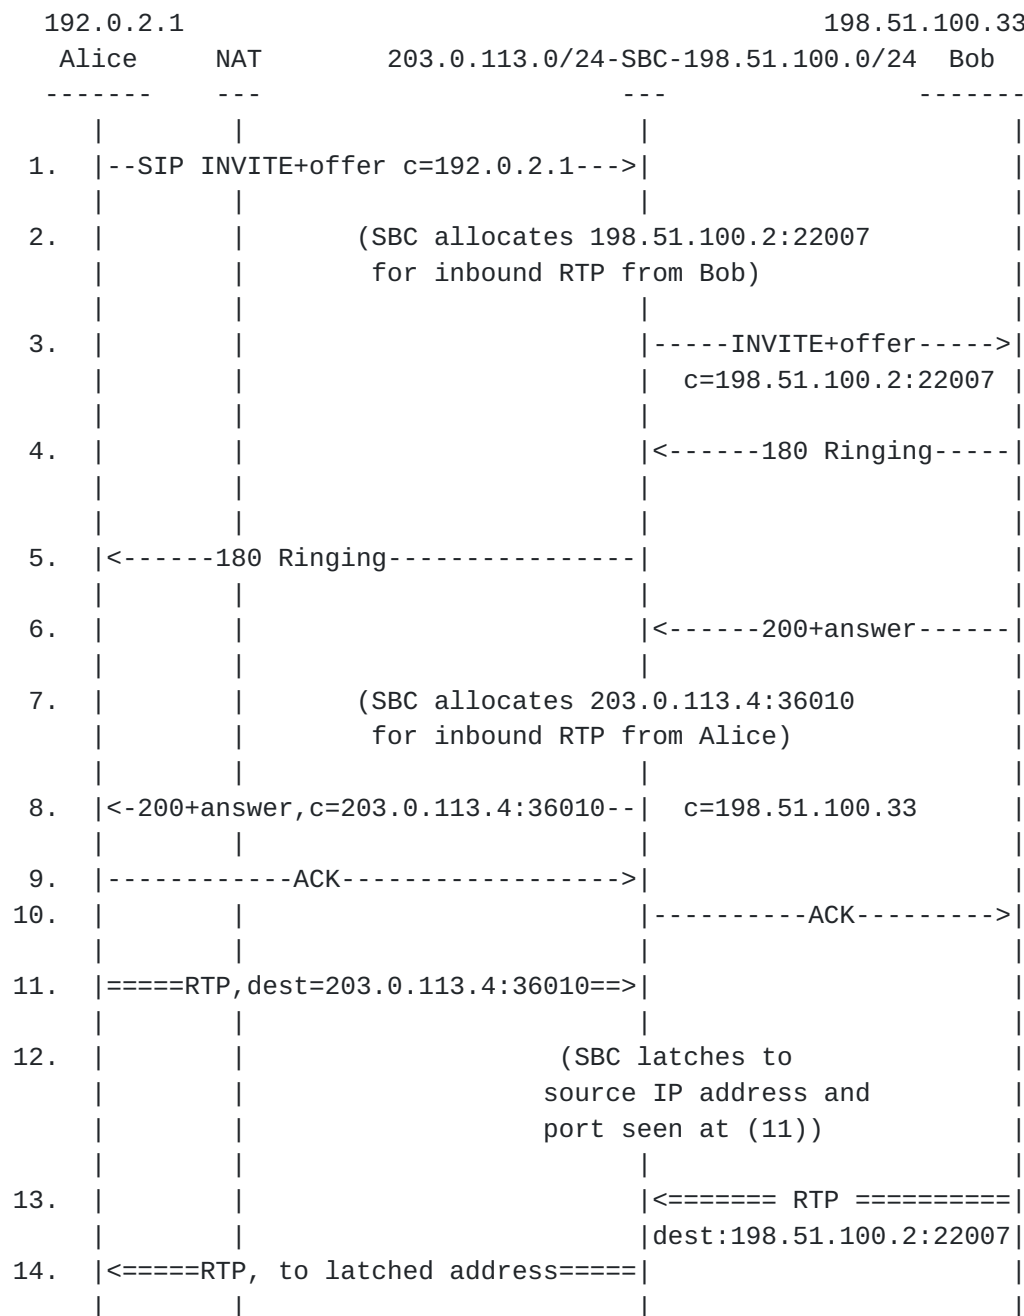 192.0.2.1                                         198.51.100.33
 Alice     NAT        203.0.113.0/24-SBC-198.51.100.0/24  Bob
-------    ---                       ---                -------
|        |                         |                       |
1.  |--SIP INVITE+offer c=192.0.2.1--->|                       |
|        |                         |                       |
2.  |        |       (SBC allocates 198.51.100.2:22007         |
|        |        for inbound RTP from Bob)                |
|        |                         |                       |
3.  |        |                         |-----INVITE+offer----->|
|        |                         |  c=198.51.100.2:22007 |
|        |                         |                       |
4.  |        |                         |<------180 Ringing-----|
|        |                         |                       |
|        |                         |                       |
5.  |<------180 Ringing----------------|                       |
|        |                         |                       |
6.  |        |                         |<------200+answer------|
|        |                         |                       |
7.  |        |       (SBC allocates 203.0.113.4:36010          |
|        |        for inbound RTP from Alice)              |
|        |                         |                       |
8.  |<-200+answer,c=203.0.113.4:36010--|  c=198.51.100.33      |
|        |                         |                       |
9.  |------------ACK------------------>|                       |
10.  |        |                         |----------ACK--------->|
|        |                         |                       |
11.  |=====RTP,dest=203.0.113.4:36010==>|                       |
|        |                         |                       |
12.  |        |                    (SBC latches to              |
|        |                   source IP address and         |
|        |                   port seen at (11))            |
|        |                         |                       |
13.  |        |                         |<======= RTP ==========|
|        |                         |dest:198.51.100.2:22007|
14.  |<=====RTP, to latched address=====|                       |
|        |                         |                       |